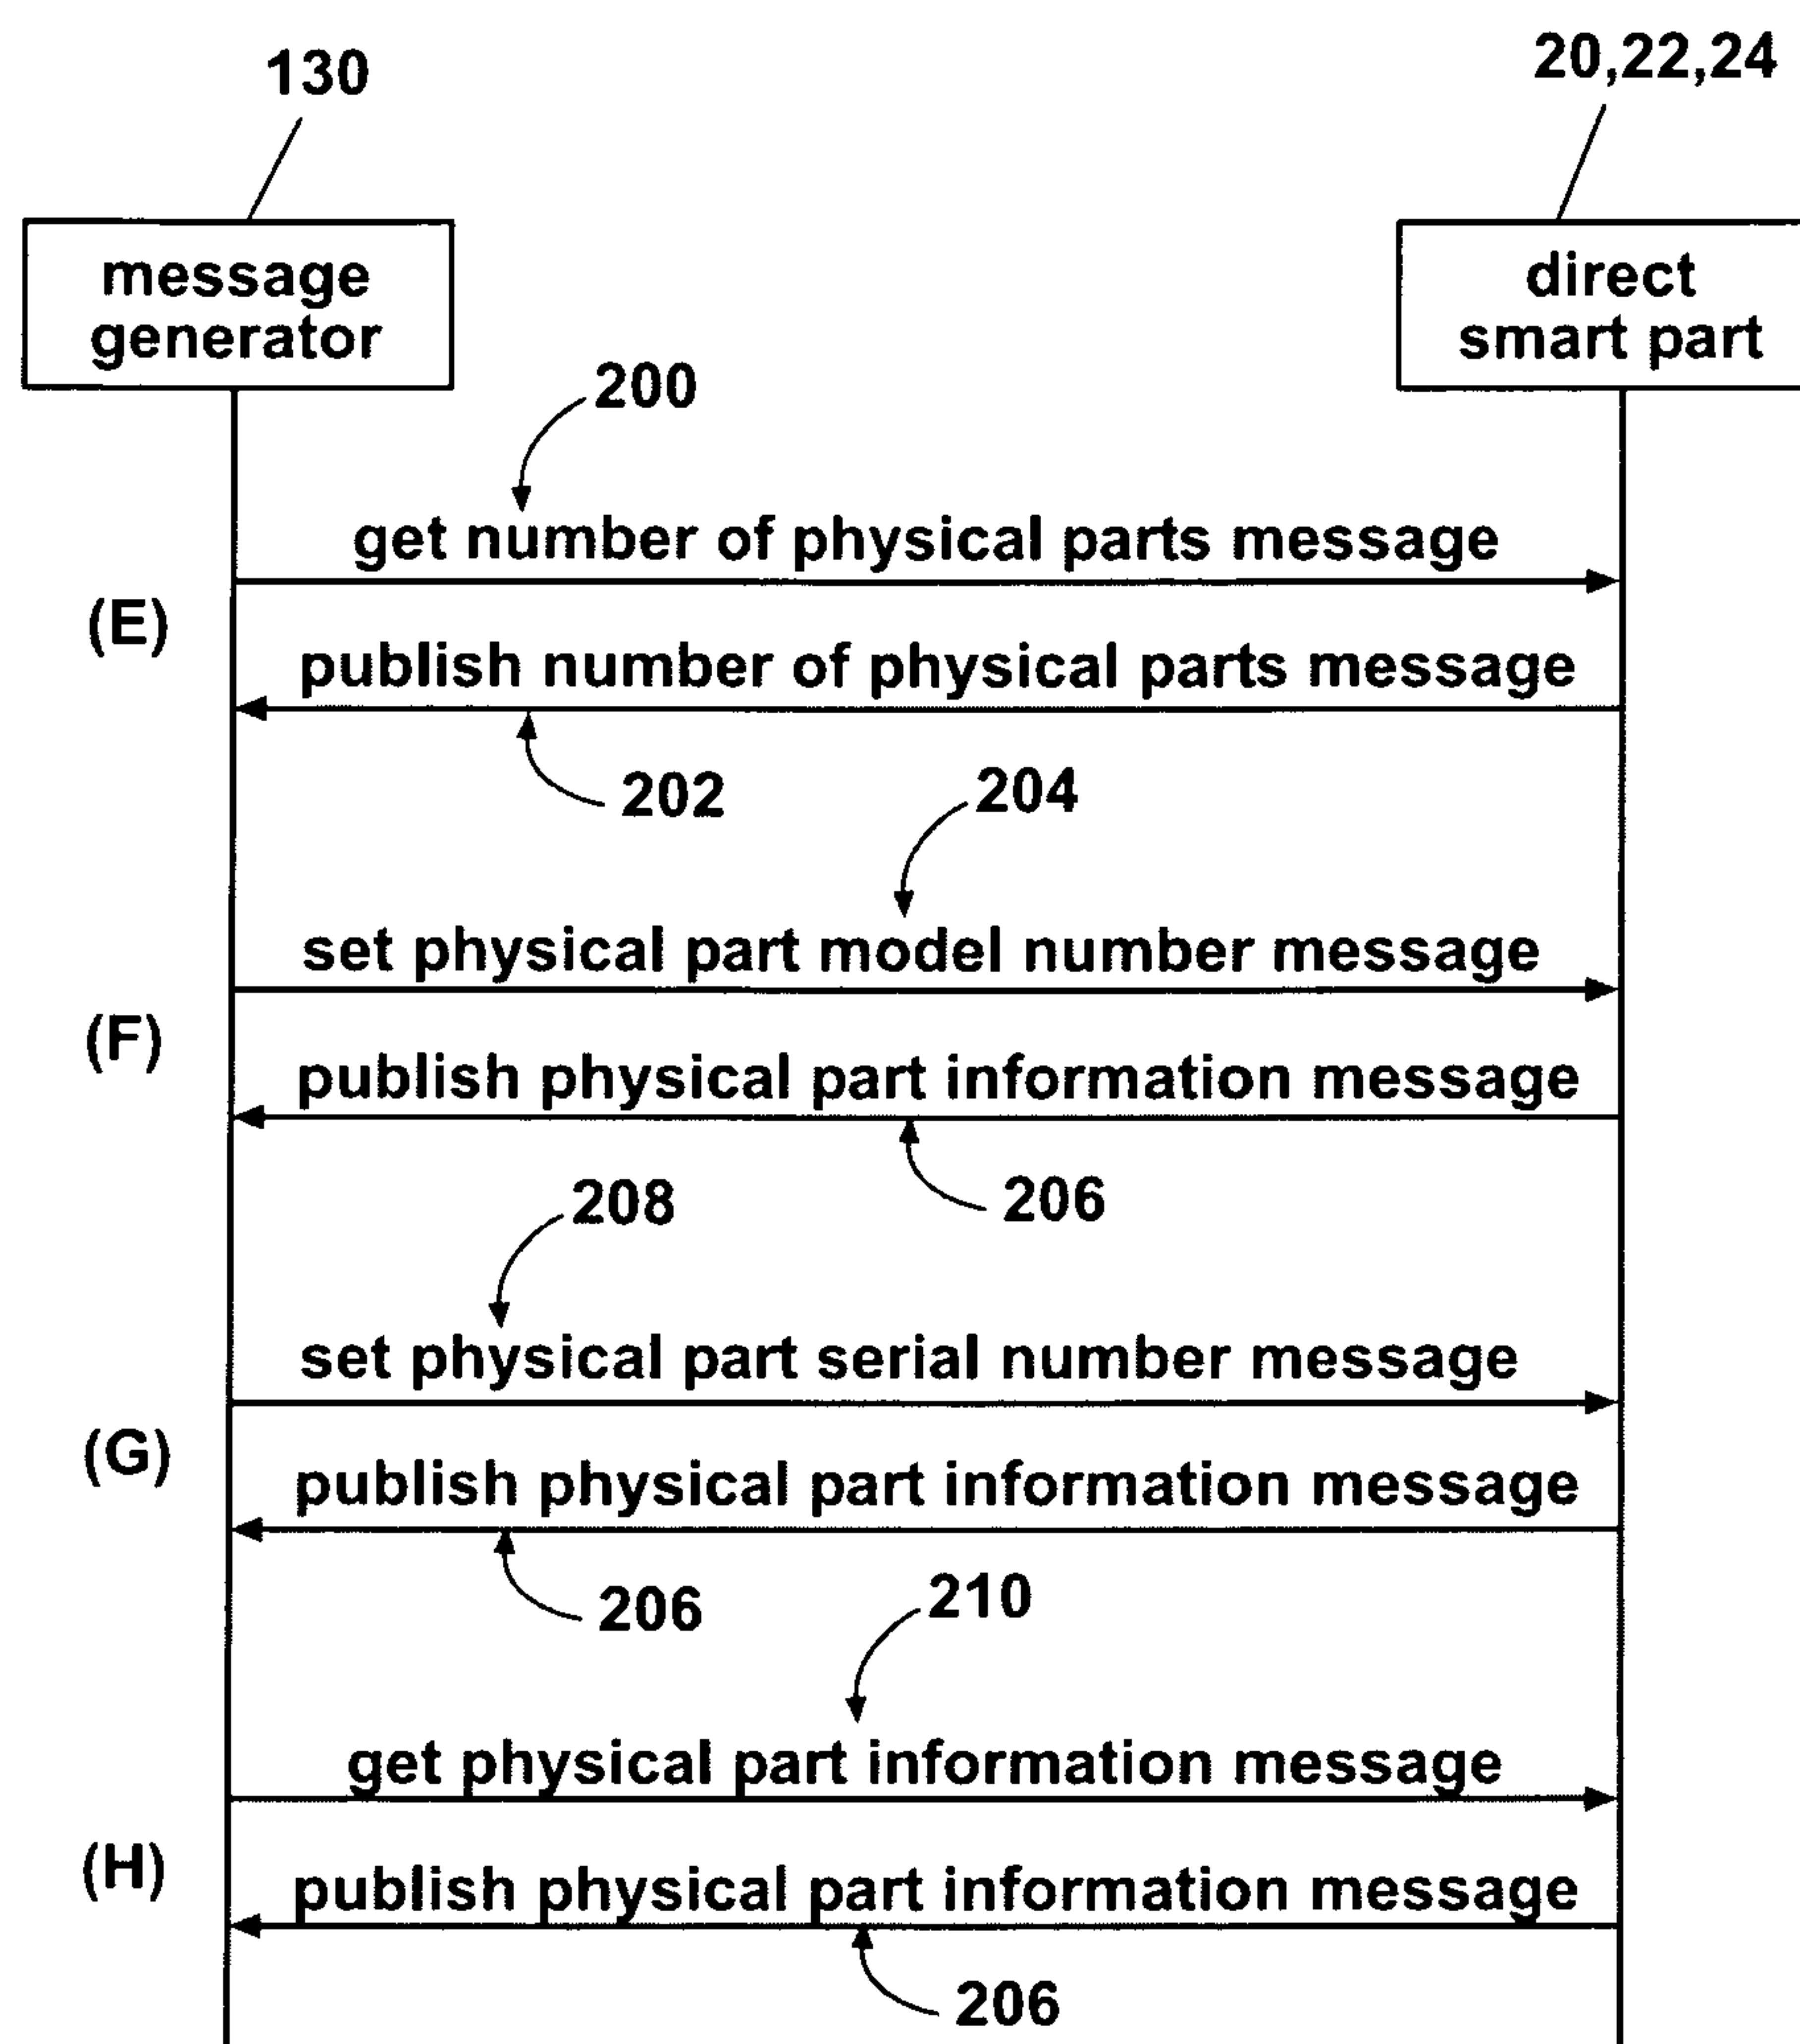 130
20,22,24
message
generator
direct
smart part
200
get number of physical parts message
(E)
publish number of physical parts message
202
204
set physical part model number message
(F)
publish physical part information message
206
208
set physical part serial number message
(G)
publish physical part information message
206
210
get physical part information message
(H)
publish physical part information message
206